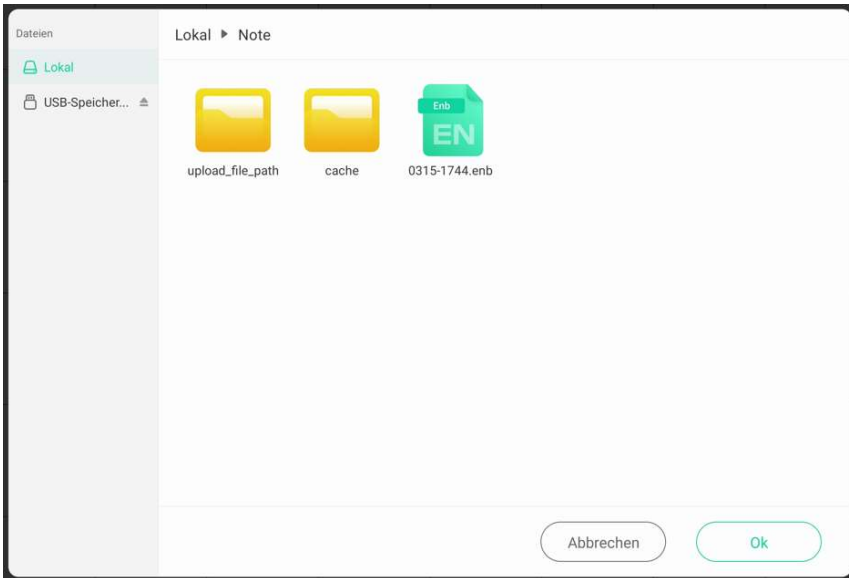 Dateien
Lokal
USB-Speicher...
Lokal ▶ Note
Enb
EN
upload_file_path
cache
0315-1744.enb
Abbrechen
Ok